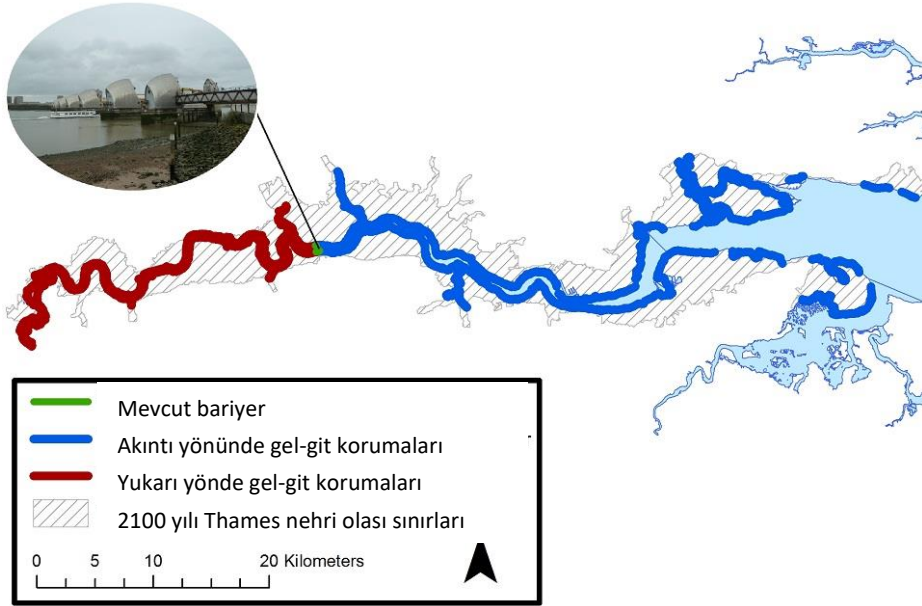 Mevcut bariyer
Akıntı yönünde gel-git korumaları
Yukarı yönde gel-git korumaları
2100 yılı Thames nehri olası sınırları
0 5 10 20 Kilometers